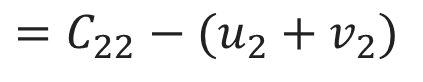 = C₂₂ − (u₂ + v₂)